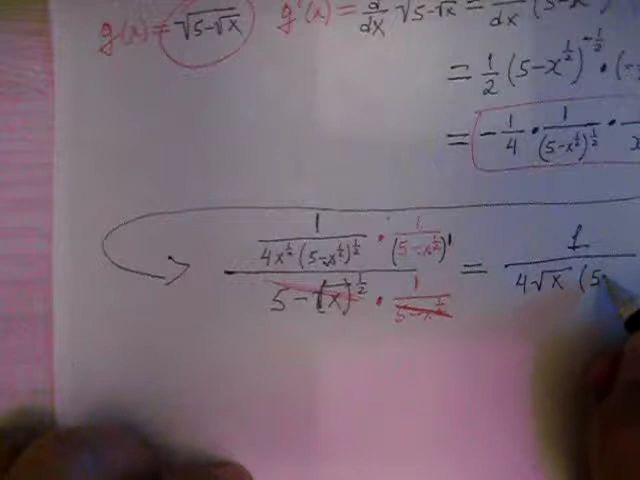 g(x) = √(5-√x) g'(x) = d/dx √(5-√x) = d/dx (5-x
= 1/2 (5-x^(1/2))^(-1/2) · (-
= -1/4 · 1/(5-x^(1/2))^(1/2) · 1/x
(1/(4x^(1/2)(5-x^(1/2))^(1/2)) · 1/(5-x^(1/2))^1) / (5-(x)^(1/2) · 1/(5-x^(1/2))) = 1/(4√x (5-